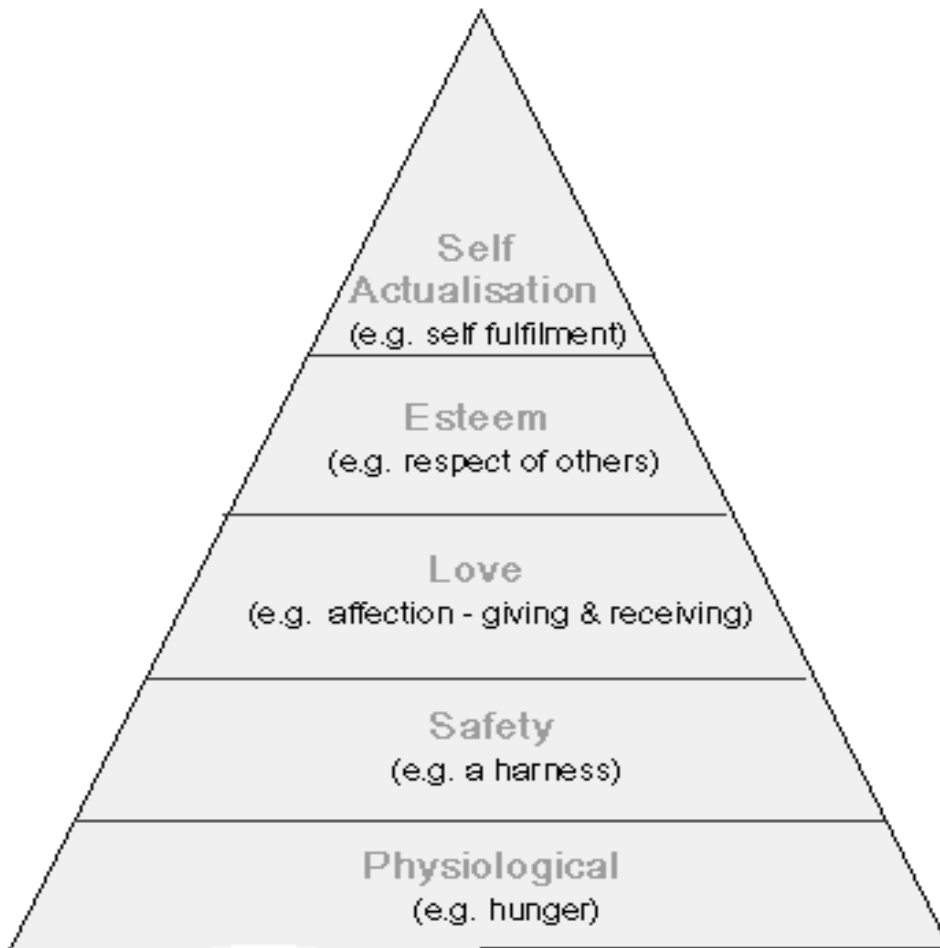 Self
Actualisation
(e.g. self fulfilment)
Esteem
(e.g. respect of others)
Love
(e.g. affection - giving & receiving)
Safety
(e.g. a harness)
Physiological
(e.g. hunger)